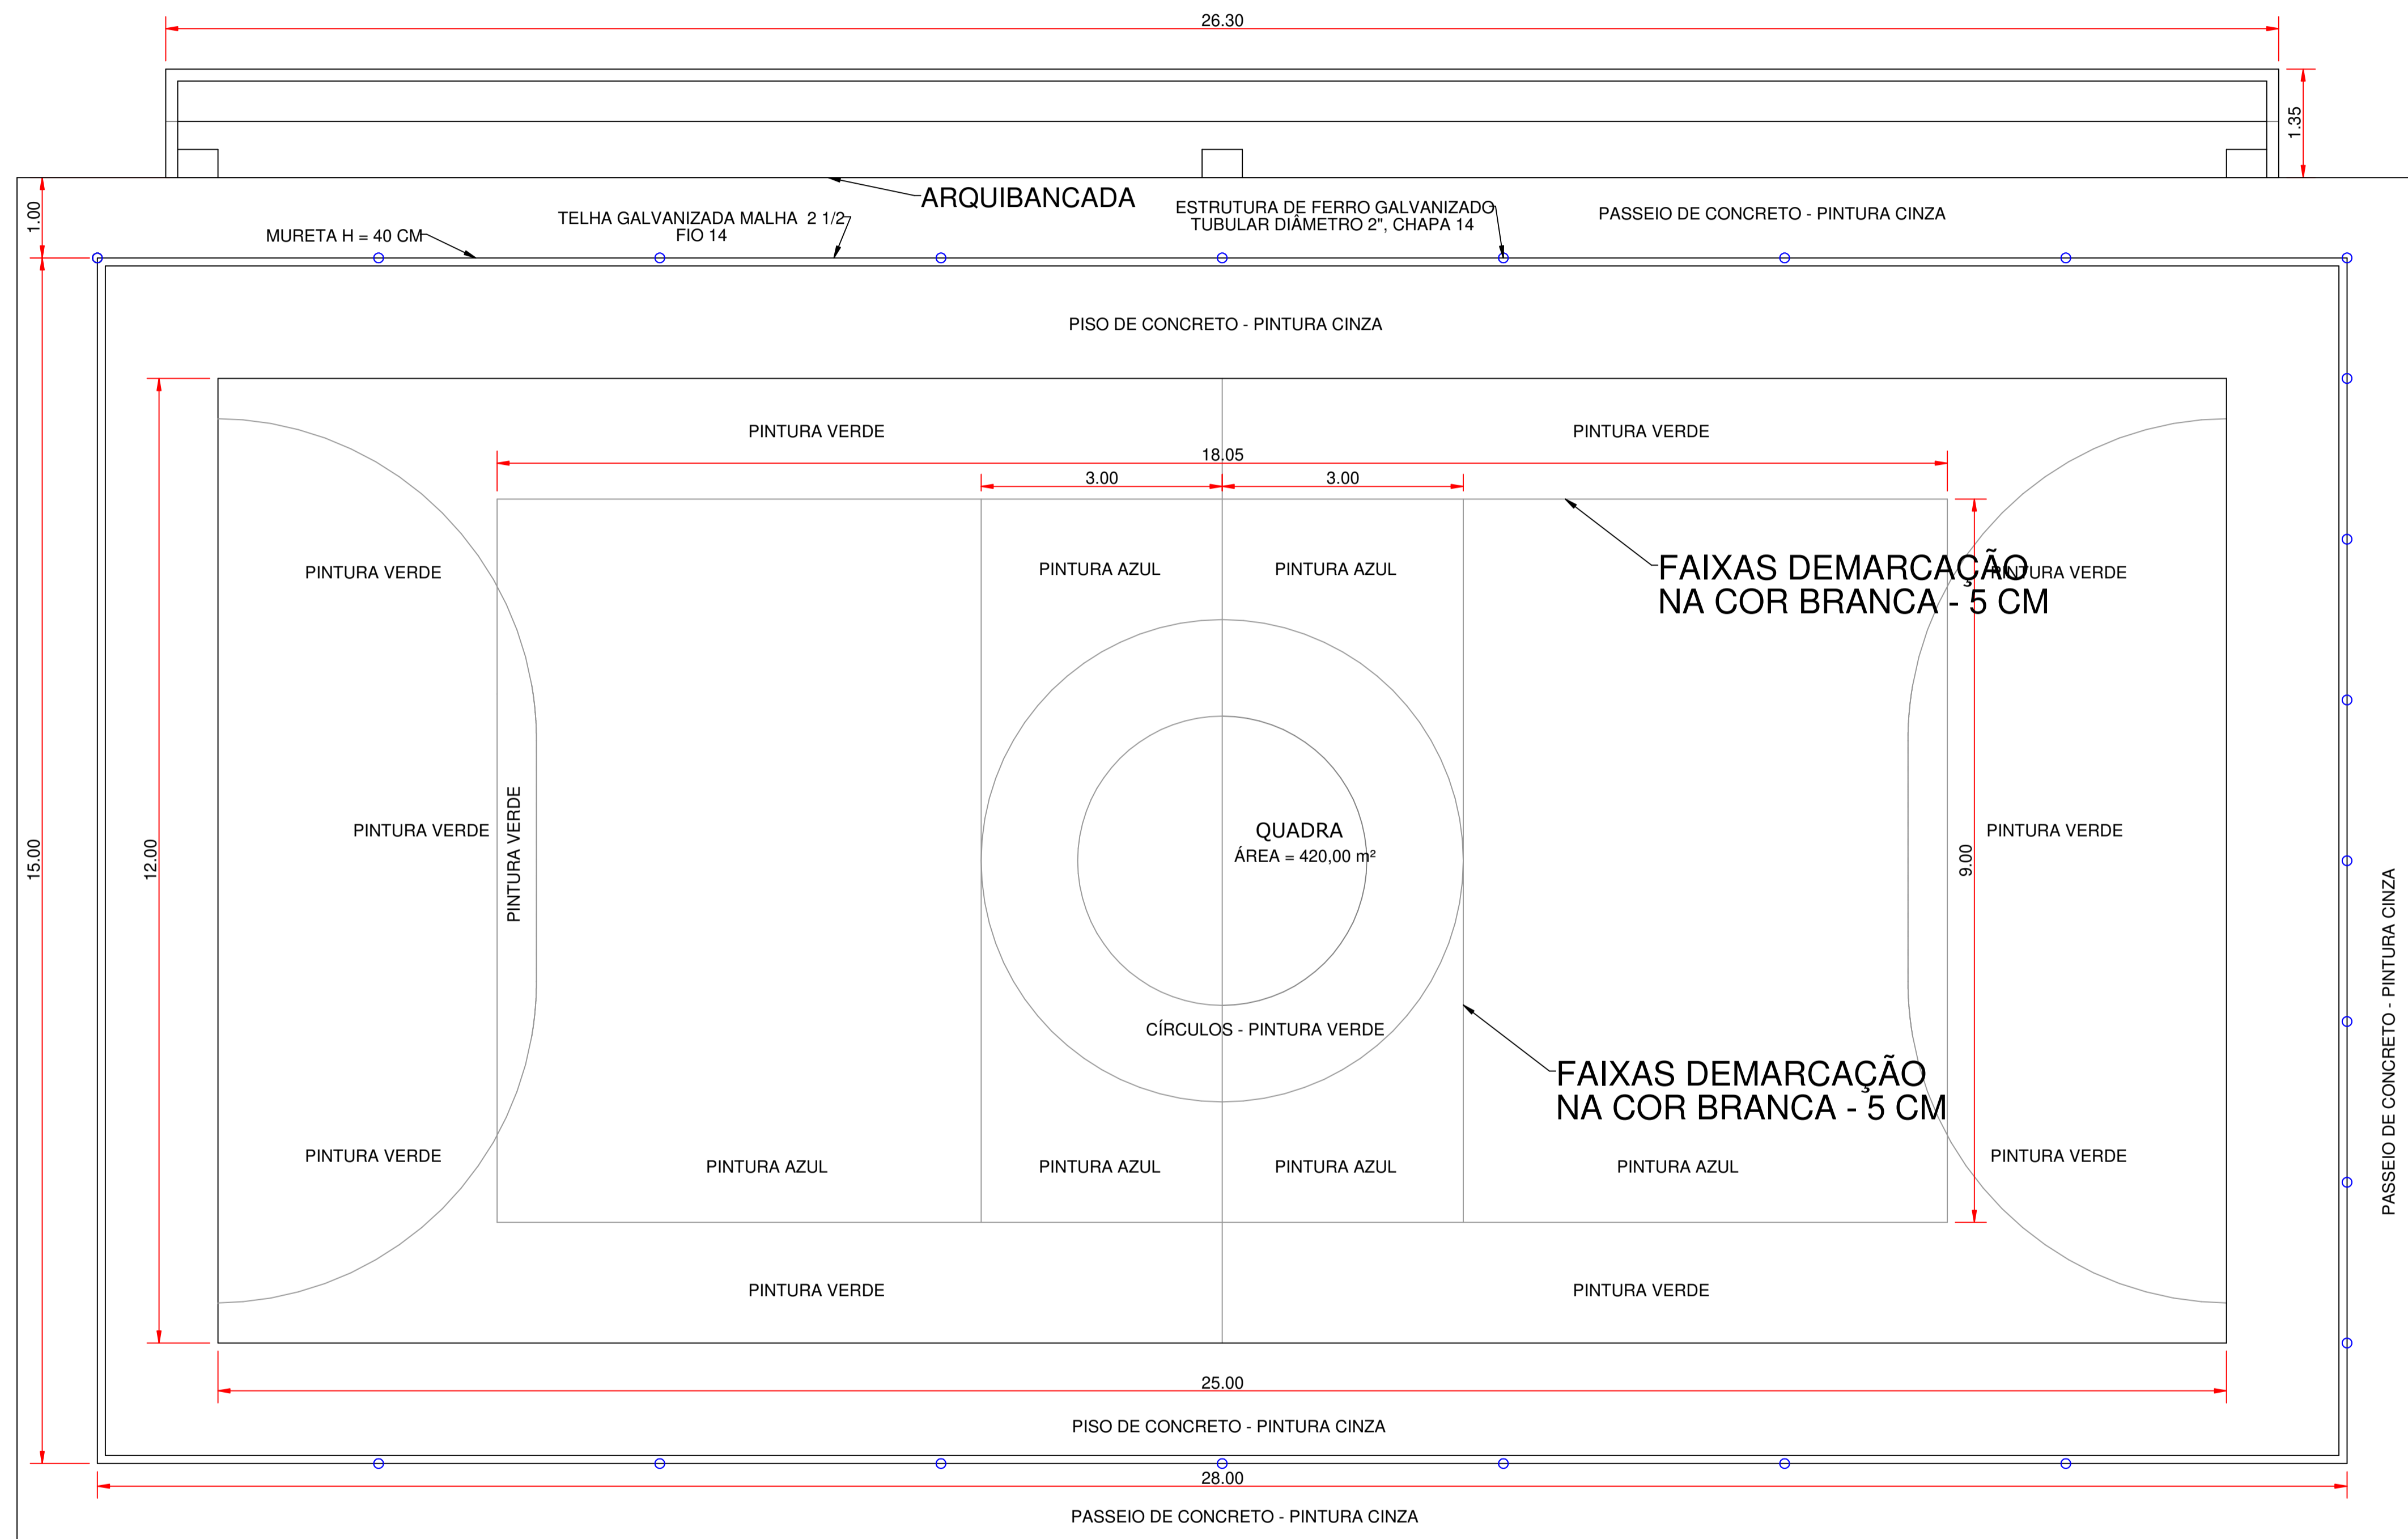 26.30
1.35
1.00
ARQUIBANCADA
TELHA GALVANIZADA MALHA  2 1/2
FIO 14
ESTRUTURA DE FERRO GALVANIZADO
TUBULAR DIÂMETRO 2", CHAPA 14
PASSEIO DE CONCRETO - PINTURA CINZA
MURETA H = 40 CM
PISO DE CONCRETO - PINTURA CINZA
PINTURA VERDE
PINTURA VERDE
18.05
3.00
3.00
PINTURA VERDE
PINTURA AZUL
PINTURA AZUL
FAIXAS DEMARCAÇÃO
NA COR BRANCA - 5 CM
PINTURA VERDE
15.00
12.00
PINTURA VERDE
PINTURA VERDE
QUADRA
ÁREA = 420,00 m²
9.00
PINTURA VERDE
PASSEIO DE CONCRETO - PINTURA CINZA
CÍRCULOS - PINTURA VERDE
FAIXAS DEMARCAÇÃO
NA COR BRANCA - 5 CM
PINTURA VERDE
PINTURA AZUL
PINTURA AZUL
PINTURA AZUL
PINTURA AZUL
PINTURA VERDE
PINTURA VERDE
PINTURA VERDE
25.00
PISO DE CONCRETO - PINTURA CINZA
28.00
PASSEIO DE CONCRETO - PINTURA CINZA